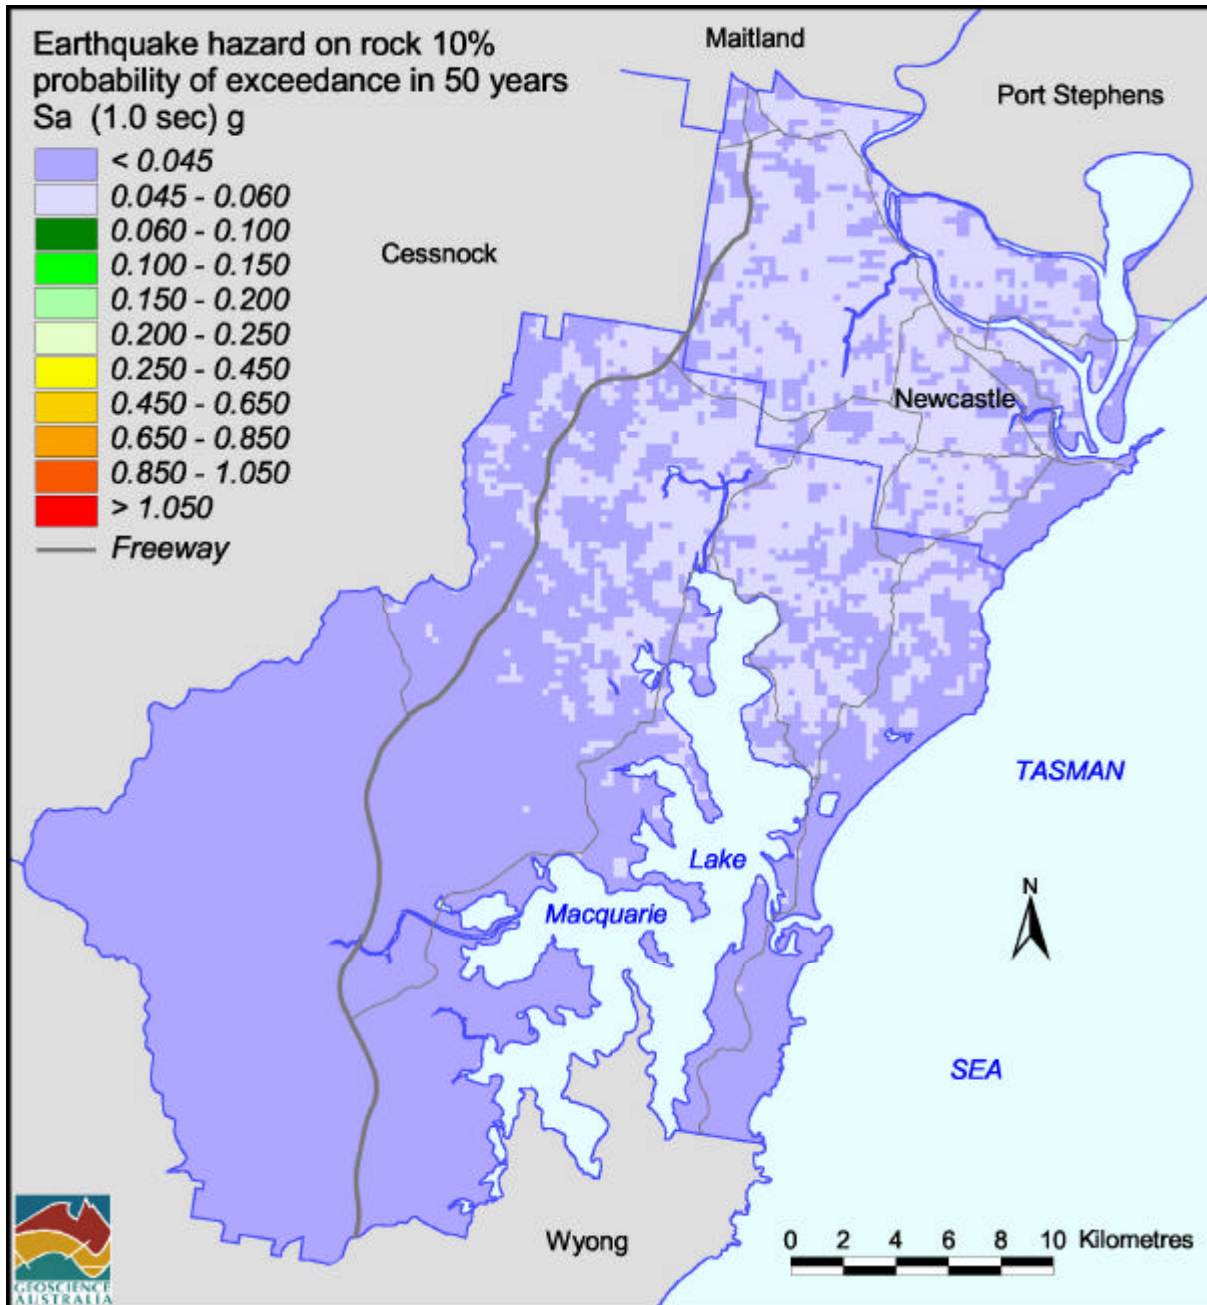 Earthquake hazard on rock 10%
probability of exceedance in 50 years
Sa (1.0 sec) g
< 0.045
0.045 - 0.060
0.060 - 0.100
0.100 - 0.150
0.150 - 0.200
0.200 - 0.250
0.250 - 0.450
0.450 - 0.650
0.650 - 0.850
0.850 - 1.050
> 1.050
Freeway
Maitland
Port Stephens
Cessnock
Newcastle
TASMAN
Lake
Macquarie
N
SEA
Wyong
0 2 4 6 8 10 Kilometres
GEOSCIENCE
AUSTRALIA